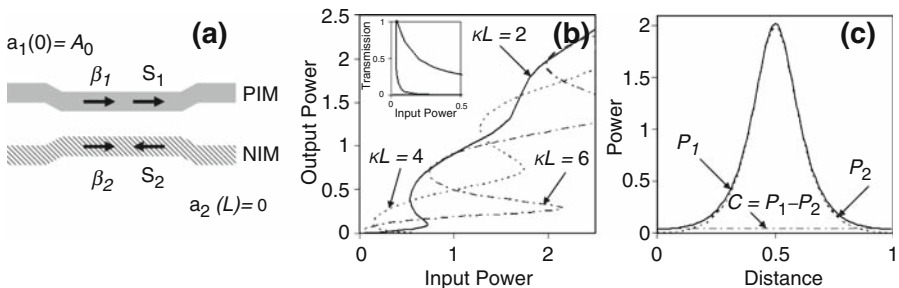 (a)
a₁(0)= A₀
β₁
S₁
PIM
β₂
S₂
NIM
a₂ (L)= 0
(b)
Output Power
2.5
2
1.5
1
0.5
0
0
1
2
Input Power
κL = 2
κL = 4
κL = 6
Transmission
1
0.5
0
0
0.5
Input Power
(c)
Power
2
1.5
1
0.5
0
0
0.5
1
Distance
P₁
P₂
C = P₁−P₂